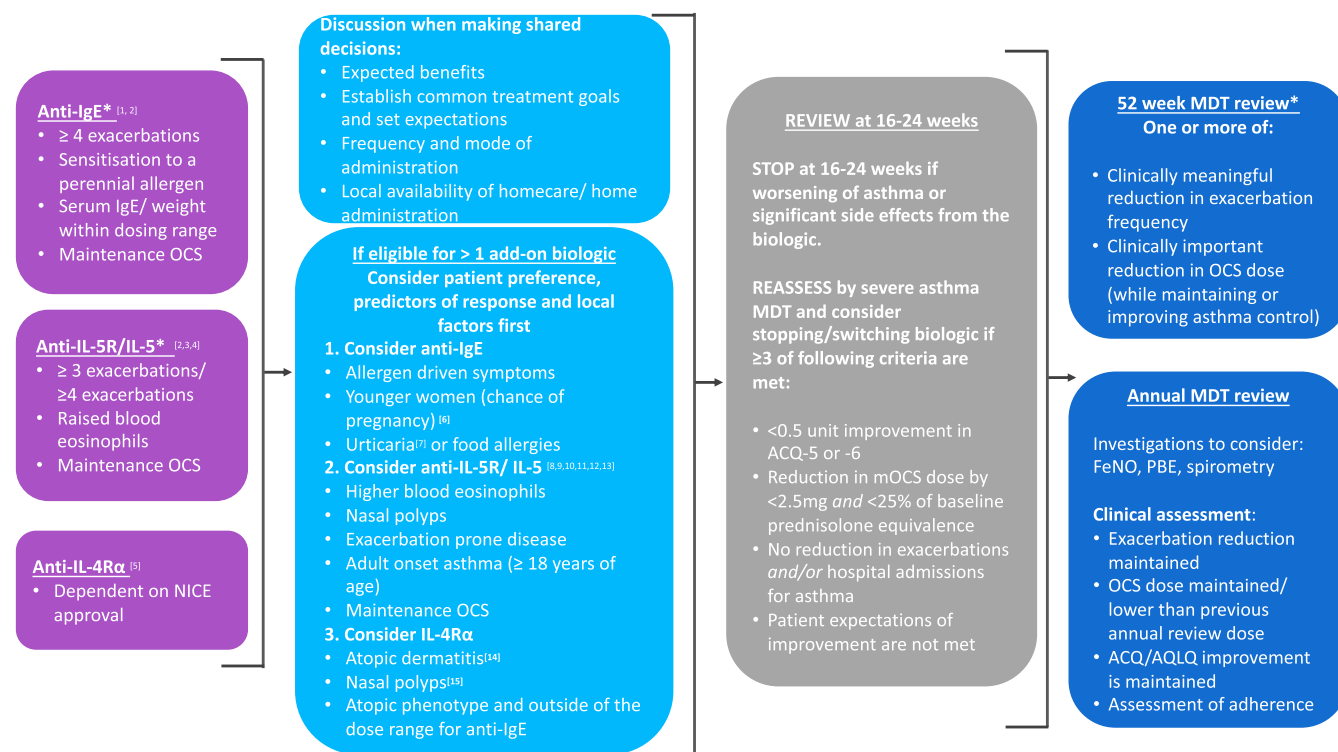 Anti-IgE* [1, 2]
• ≥ 4 exacerbations
• Sensitisation to a
perennial allergen
• Serum IgE/ weight
within dosing range
• Maintenance OCS
Anti-IL-5R/IL-5* [2,3,4]
• ≥ 3 exacerbations/
≥4 exacerbations
• Raised blood
eosinophils
• Maintenance OCS
Anti-IL-4Rα [5]
• Dependent on NICE
approval
Discussion when making shared
decisions:
• Expected benefits
• Establish common treatment goals
and set expectations
• Frequency and mode of
administration
• Local availability of homecare/ home
administration
If eligible for > 1 add-on biologic
Consider patient preference,
predictors of response and local
factors first
1. Consider anti-IgE
• Allergen driven symptoms
• Younger women (chance of
pregnancy) [6]
• Urticaria[7] or food allergies
2. Consider anti-IL-5R/ IL-5 [8,9,10,11,12,13]
• Higher blood eosinophils
• Nasal polyps
• Exacerbation prone disease
• Adult onset asthma (≥ 18 years of
age)
• Maintenance OCS
3. Consider IL-4Rα
• Atopic dermatitis[14]
• Nasal polyps[15]
• Atopic phenotype and outside of the
dose range for anti-IgE
REVIEW at 16-24 weeks
STOP at 16-24 weeks if
worsening of asthma or
significant side effects from the
biologic.
REASSESS by severe asthma
MDT and consider
stopping/switching biologic if
≥3 of following criteria are
met:
• <0.5 unit improvement in
ACQ-5 or -6
• Reduction in mOCS dose by
<2.5mg and <25% of baseline
prednisolone equivalence
• No reduction in exacerbations
and/or hospital admissions
for asthma
• Patient expectations of
improvement are not met
52 week MDT review*
One or more of:
• Clinically meaningful
reduction in exacerbation
frequency
• Clinically important
reduction in OCS dose
(while maintaining or
improving asthma control)
Annual MDT review
Investigations to consider:
FeNO, PBE, spirometry
Clinical assessment:
• Exacerbation reduction
maintained
• OCS dose maintained/
lower than previous
annual review dose
• ACQ/AQLQ improvement
is maintained
• Assessment of adherence